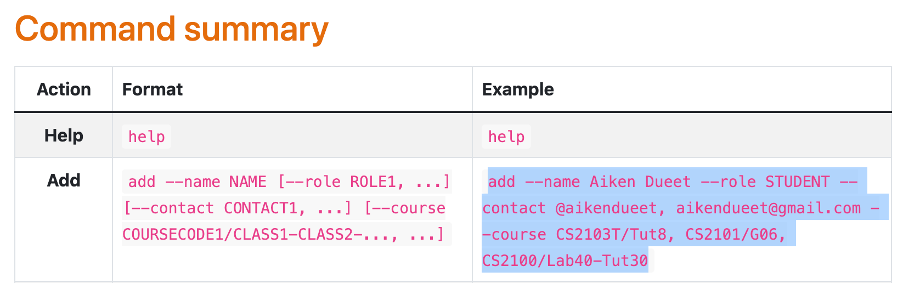 Command summary
Action Format Example
Help help help
Add add --name NAME [--role ROLE1, ...]
[--contact CONTACT1, ...] [--course
COURSECODE1/CLASS1-CLASS2-..., ...]
add --name Aiken Dueet --role STUDENT --
contact @aikendueet, aikendueet@gmail.com -
-course CS2103T/Tut8, CS2101/G06,
CS2100/Lab40-Tut30